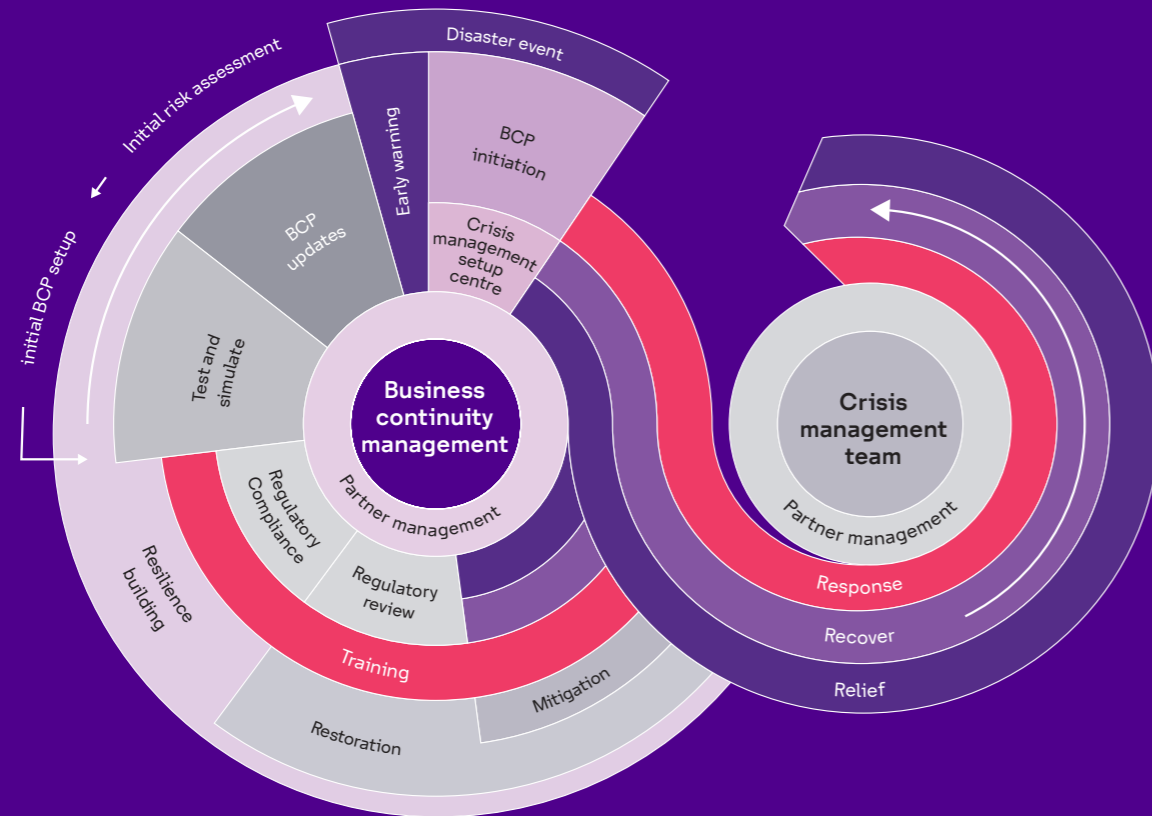 Disaster event
Initial risk assessment
initial BCP setup
Early warning
BCP
initiation
Crisis
management
setup
centre
BCP
updates
Test and
simulate
Business
continuity
management
Partner management
Regulatory
Compliance
Regulatory
review
Resilience
building
Training
Mitigation
Restoration
Crisis
management
team
Partner management
Response
Recover
Relief